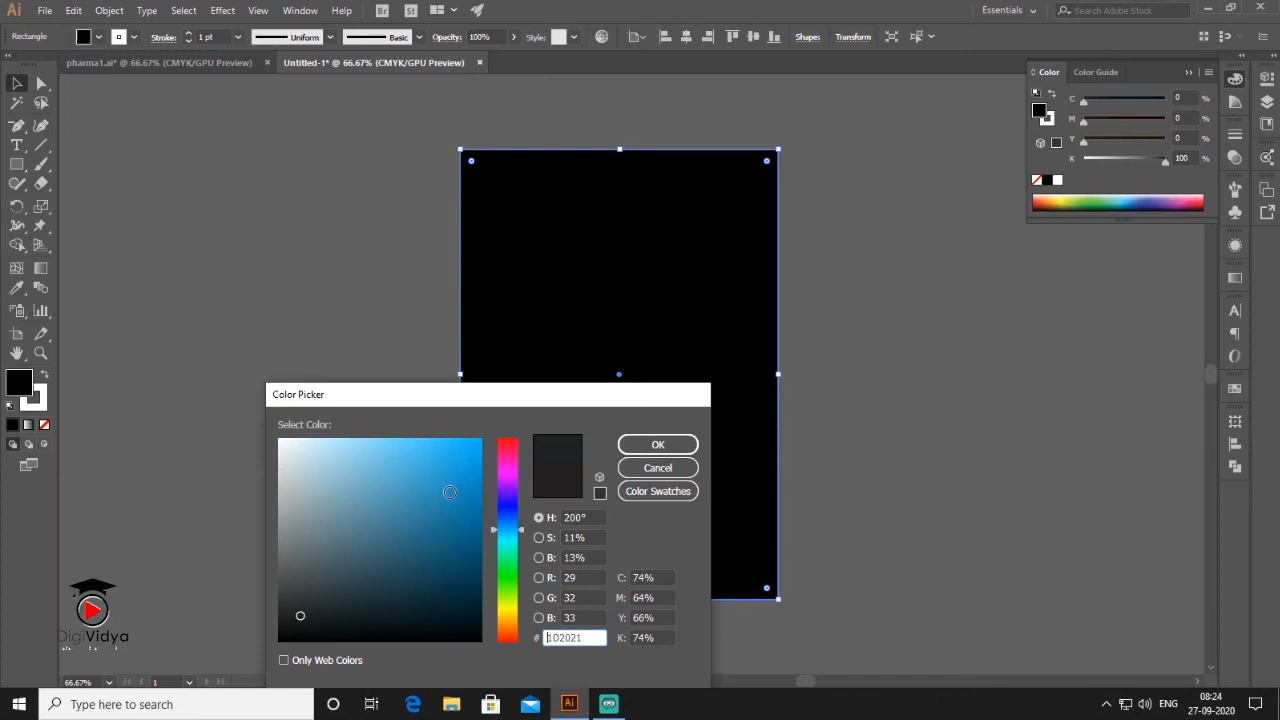 Ai File Edit Object Type Select Effect View Window Help Br St Essentials Search Adobe Stock
Rectangle Stroke: 1 pt Uniform Basic Opacity: 100% Style: Shape: Transform
pharma1.ai* @ 66.67% (CMYK/GPU Preview) × Untitled-1* @ 66.67% (CMYK/GPU Preview) ×
Color Color Guide
C 0 %
M 0 %
Y 0 %
K 100 %
Color Picker
Select Color:
OK
Cancel
Color Swatches
H: 200°
S: 11%
B: 13%
R: 29 C: 74%
G: 32 M: 64%
B: 33 Y: 66%
# 1D2021 K: 74%
Only Web Colors
DigiVidya
66.67% 1
Type here to search
Ai
ENG
08:24
27-09-2020